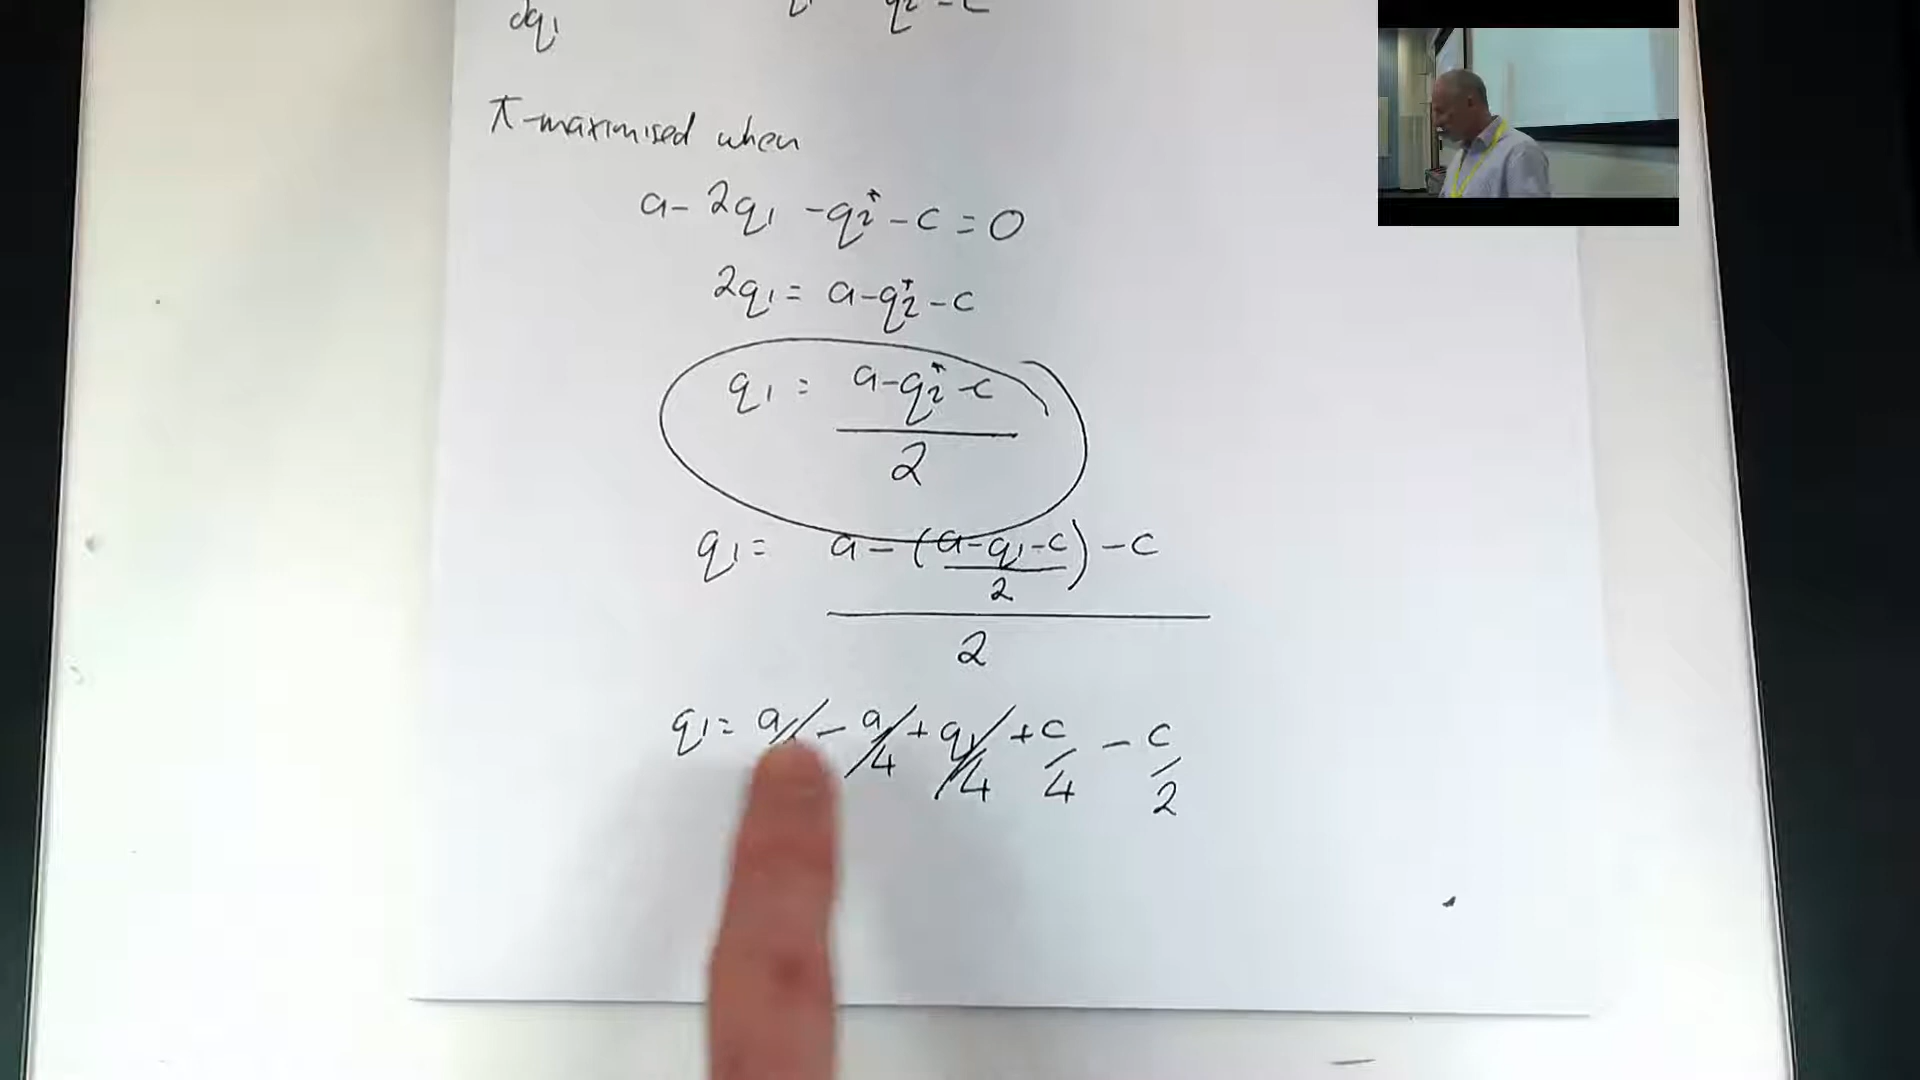 dq₁
π-maximised when
a - 2q₁ - q₂* - c = 0
2q₁ = a - q₂* - c
q₁ = a - q₂* - c
2
q₁ = a - (a - q₁ - c) - c
2
2
q₁ = a/ - a/4 + q₁/4 + c/4 - c/2